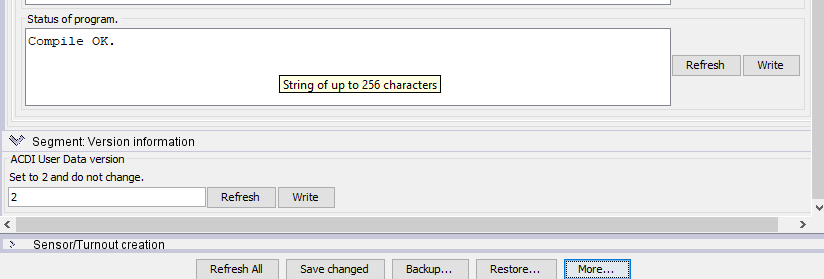 Status of program.
Compile OK.
Refresh Write
String of up to 256 characters
Segment: Version information
ACDI User Data version
Set to 2 and do not change.
2 Refresh Write
Sensor/Turnout creation
Refresh All Save changed Backup... Restore... More...